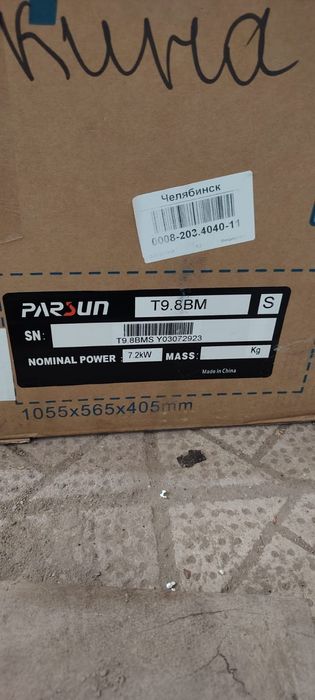 кина
Челябинск
0008-203.4040-11
PARSUN T9.8BM S
SN: T9.8BMS Y03072923
NOMINAL POWER: 7.2kW MASS: Kg
Made in China
1055x565x405mm